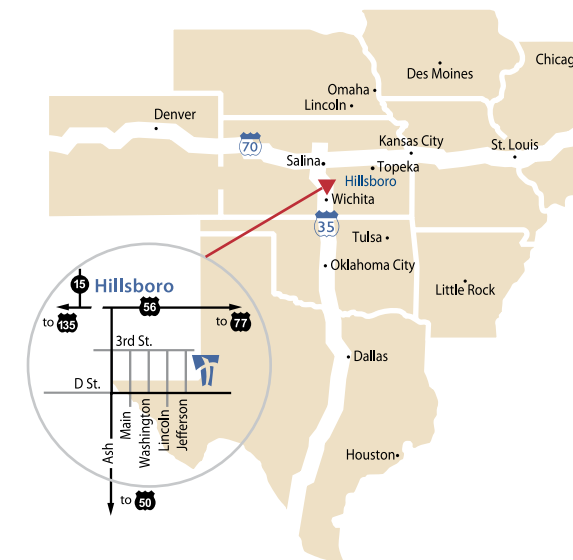 Chicag
Des Moines
Omaha
Lincoln
Denver
Kansas City
St. Louis
70
Salina
Topeka
Hillsboro
Wichita
35
Tulsa
Oklahoma City
Little Rock
Dallas
Houston
15
Hillsboro
56
to 135
to 77
3rd St.
D St.
Ash
Main
Washington
Lincoln
Jefferson
to 50